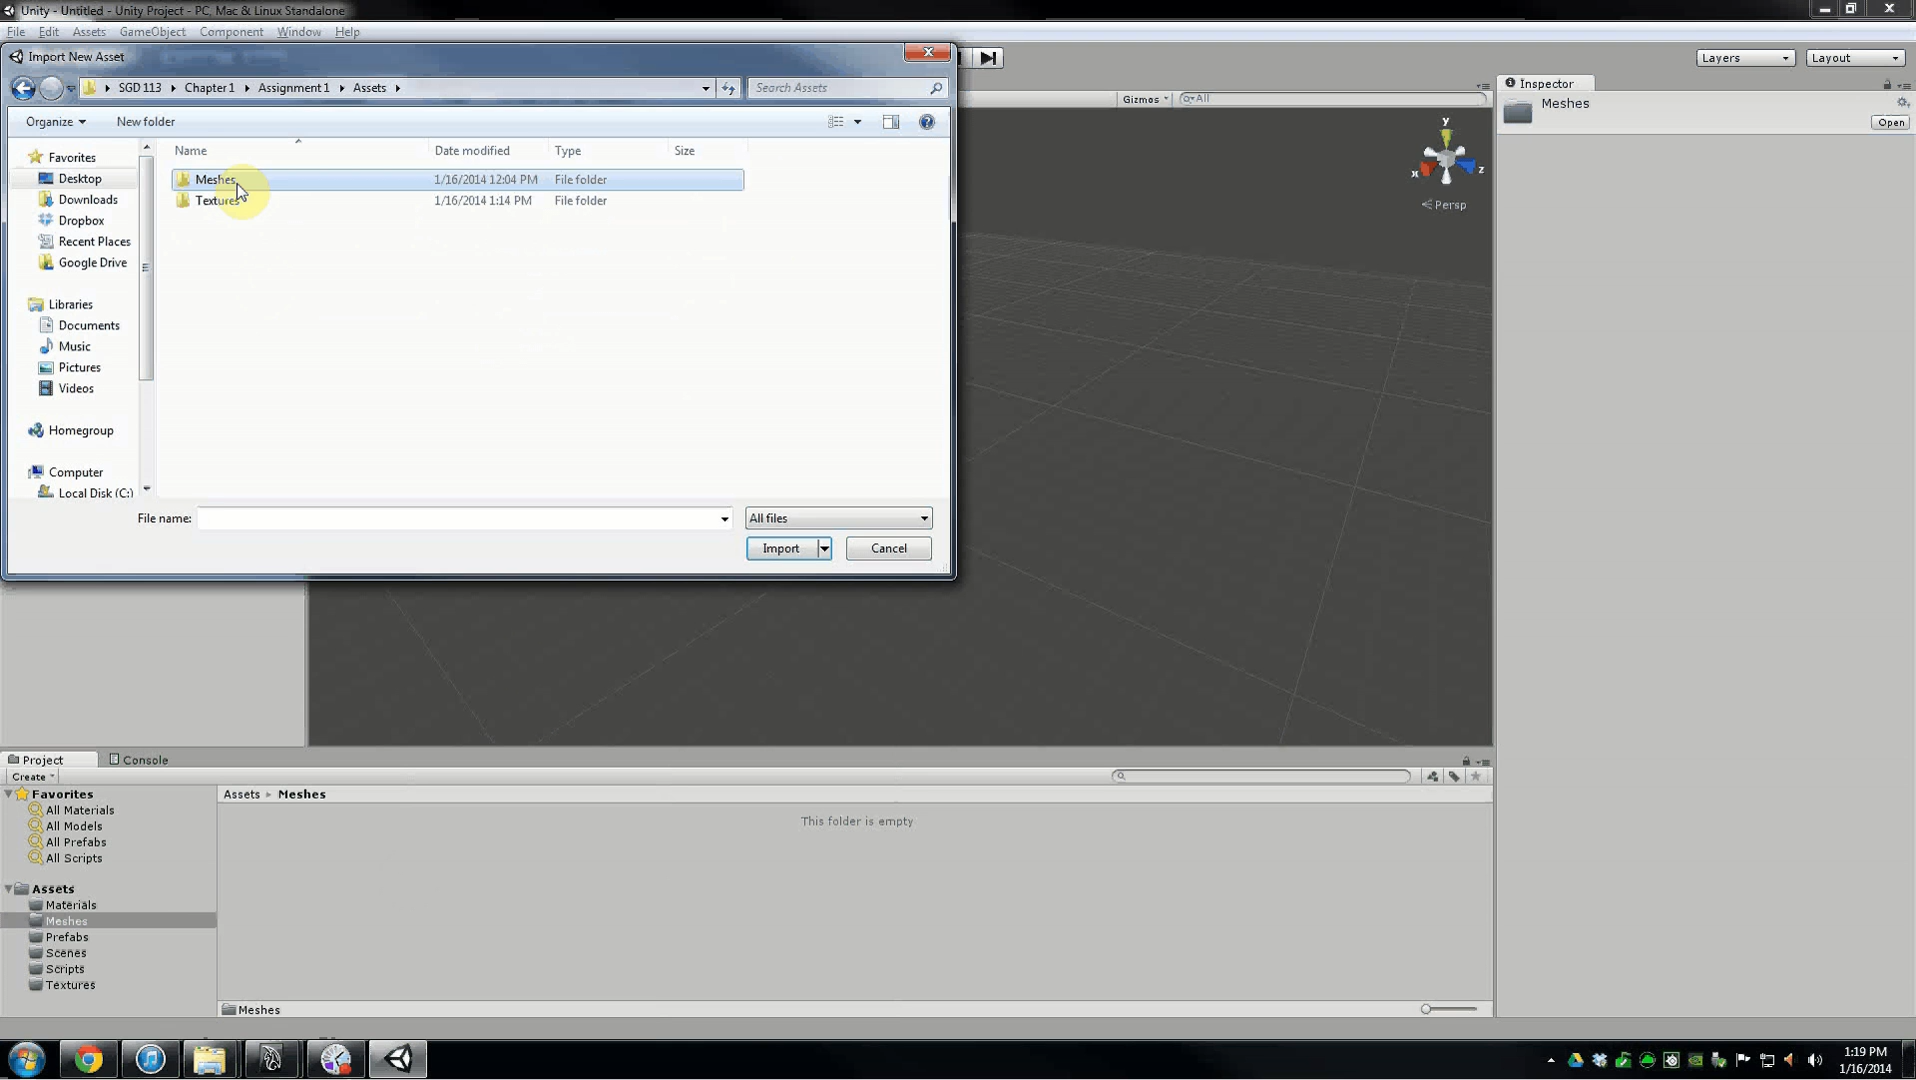 Unity - Untitled - Unity Project - PC, Mac & Linux Standalone
File Edit Assets GameObject Component Window Help
Import New Asset
Layers
Layout
SGD 113 Chapter 1 Assignment 1 Assets
Search Assets
Inspector
Organize New folder
Gizmos
All
Meshes
Open
Name Date modified Type Size
Favorites
Desktop
Downloads
Dropbox
Recent Places
Google Drive
Libraries
Documents
Music
Pictures
Videos
Homegroup
Computer
Local Disk (C:)
Meshes 1/16/2014 12:04 PM File folder
Textures 1/16/2014 1:14 PM File folder
y
x
z
Persp
File name:
All files
Import
Cancel
Project Console
Create
Favorites
All Materials
All Models
All Prefabs
All Scripts
Assets
Materials
Meshes
Prefabs
Scenes
Scripts
Textures
Assets Meshes
This folder is empty
Meshes
1:19 PM
1/16/2014